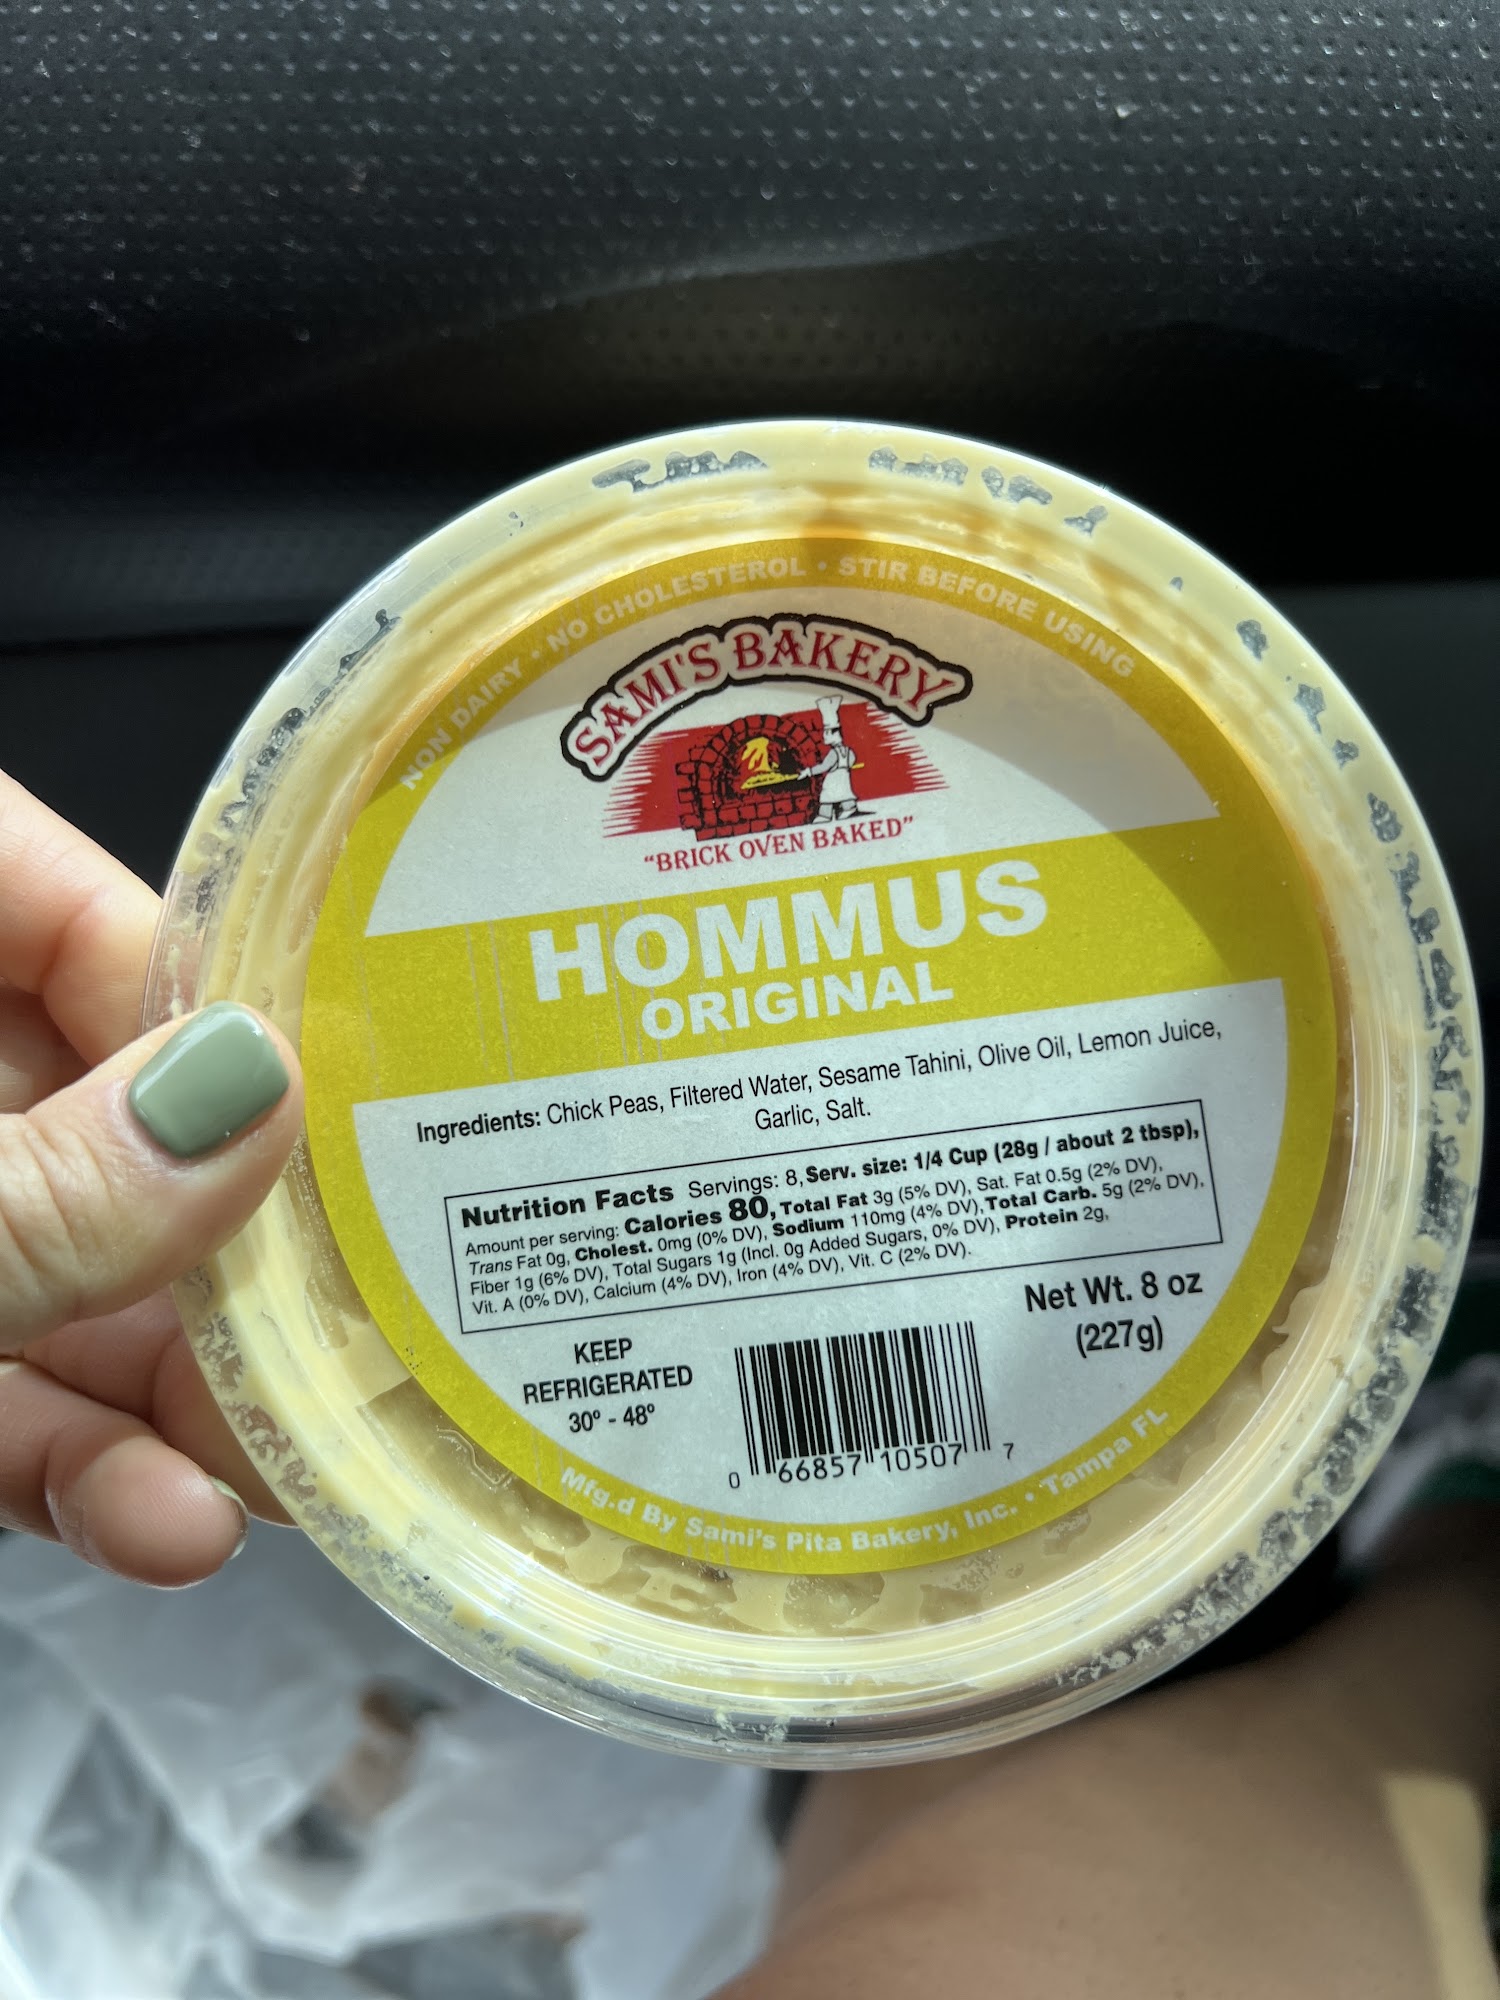 NON DAIRY • NO CHOLESTEROL • STIR BEFORE USING
SAMI'S BAKERY
"BRICK OVEN BAKED"
HOMMUS
ORIGINAL
Ingredients: Chick Peas, Filtered Water, Sesame Tahini, Olive Oil, Lemon Juice,
Garlic, Salt.
Nutrition Facts Servings: 8, Serv. size: 1/4 Cup (28g / about 2 tbsp),
Amount per serving: Calories 80, Total Fat 3g (5% DV), Sat. Fat 0.5g (2% DV),
Trans Fat 0g, Cholest. 0mg (0% DV), Sodium 110mg (4% DV), Total Carb. 5g (2% DV),
Fiber 1g (6% DV), Total Sugars 1g (Incl. 0g Added Sugars, 0% DV), Protein 2g,
Vit. A (0% DV), Calcium (4% DV), Iron (4% DV), Vit. C (2% DV).
KEEP
REFRIGERATED
30º - 48º
Net Wt. 8 oz
(227g)
0 66857 10507 7
Mfg.d By Sami's Pita Bakery, Inc. • Tampa FL